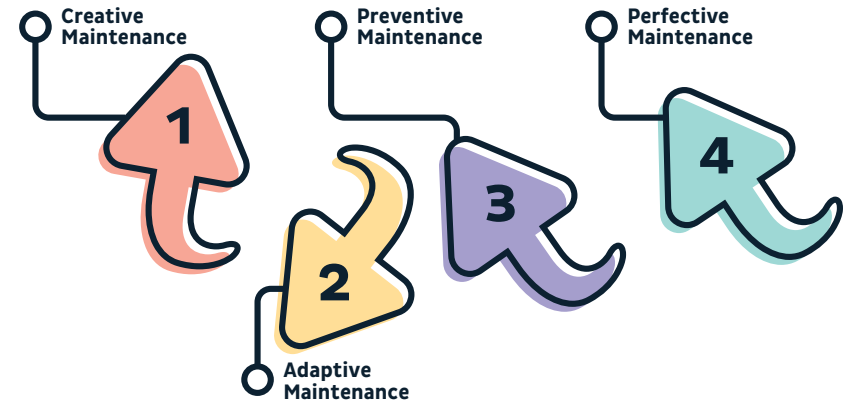 Creative
Maintenance
1
Adaptive
Maintenance
2
Preventive
Maintenance
3
Perfective
Maintenance
4